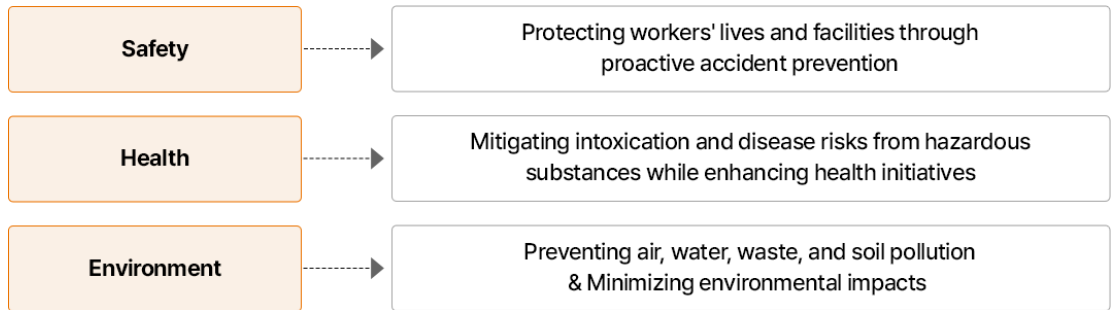 Safety
Protecting workers' lives and facilities through
proactive accident prevention
Health
Mitigating intoxication and disease risks from hazardous
substances while enhancing health initiatives
Environment
Preventing air, water, waste, and soil pollution
& Minimizing environmental impacts